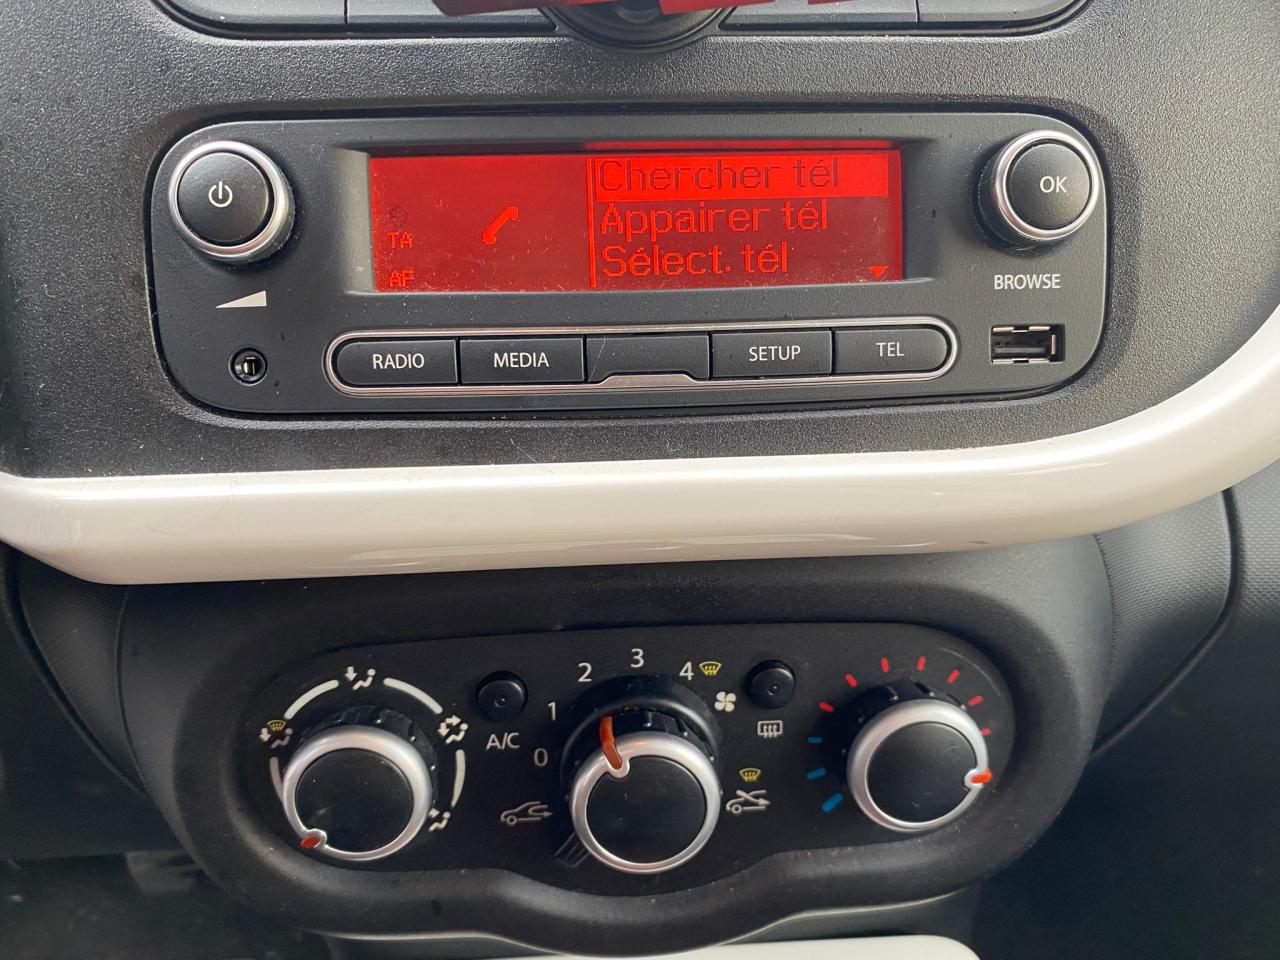 Chercher tél
Appairer tél
Sélect. tél
TA
AF
OK
BROWSE
RADIO
MEDIA
SETUP
TEL
0
1
2
3
4
A/C